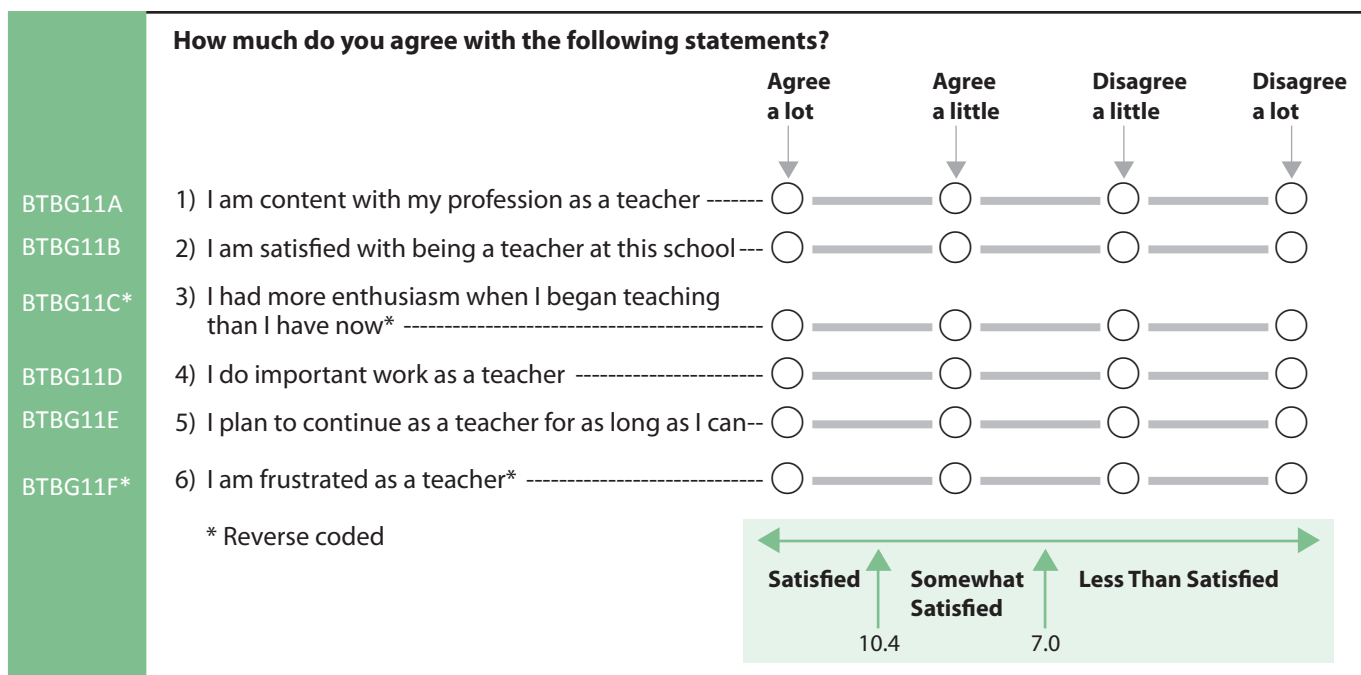 How much do you agree with the following statements?
Agree a lot
Agree a little
Disagree a little
Disagree a lot
BTBG11A 1) I am content with my profession as a teacher -------
BTBG11B 2) I am satisfied with being a teacher at this school ---
BTBG11C* 3) I had more enthusiasm when I began teaching
than I have now* --------------------------------------------
BTBG11D 4) I do important work as a teacher -----------------------
BTBG11E 5) I plan to continue as a teacher for as long as I can--
BTBG11F* 6) I am frustrated as a teacher* -----------------------------
* Reverse coded
Satisfied
Somewhat
Satisfied
Less Than Satisfied
10.4
7.0